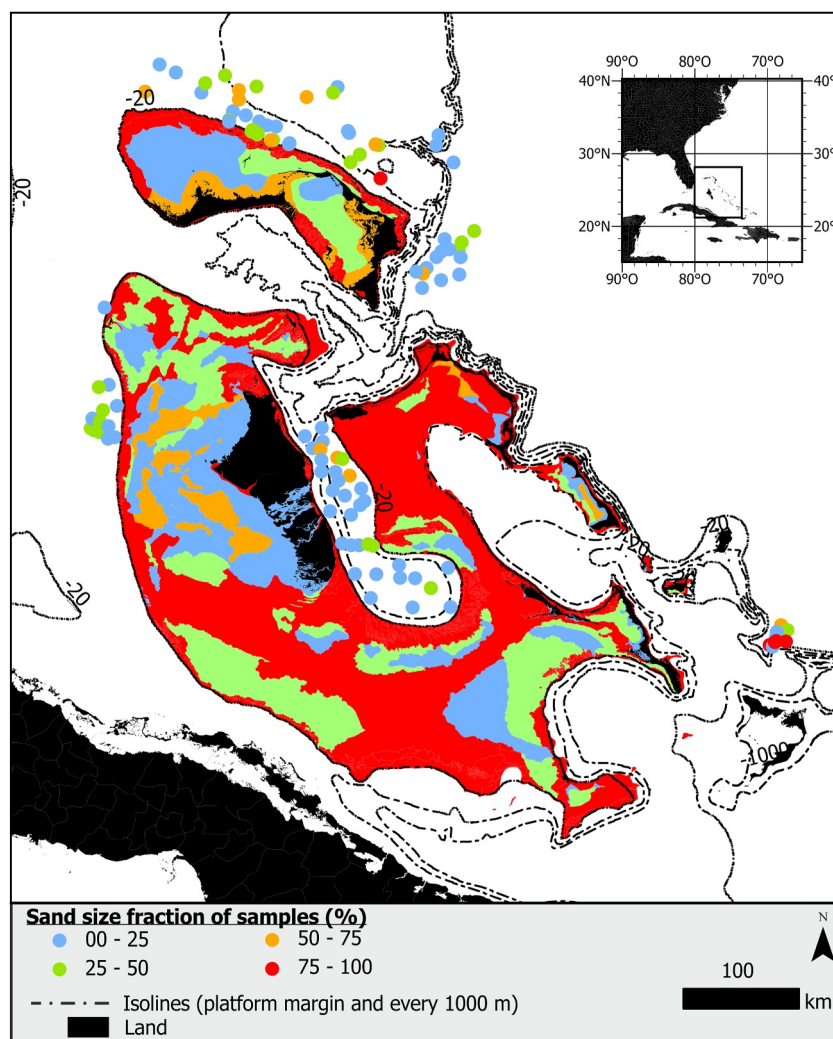 90°O 80°O 70°O
40°N 40°N
30°N 30°N
20°N 20°N
90°O 80°O 70°O
-20
-20
-20
-20
-20
-1000
Sand size fraction of samples (%)
00 - 25 50 - 75
25 - 50 75 - 100
Isolines (platform margin and every 1000 m)
Land
N
100
km